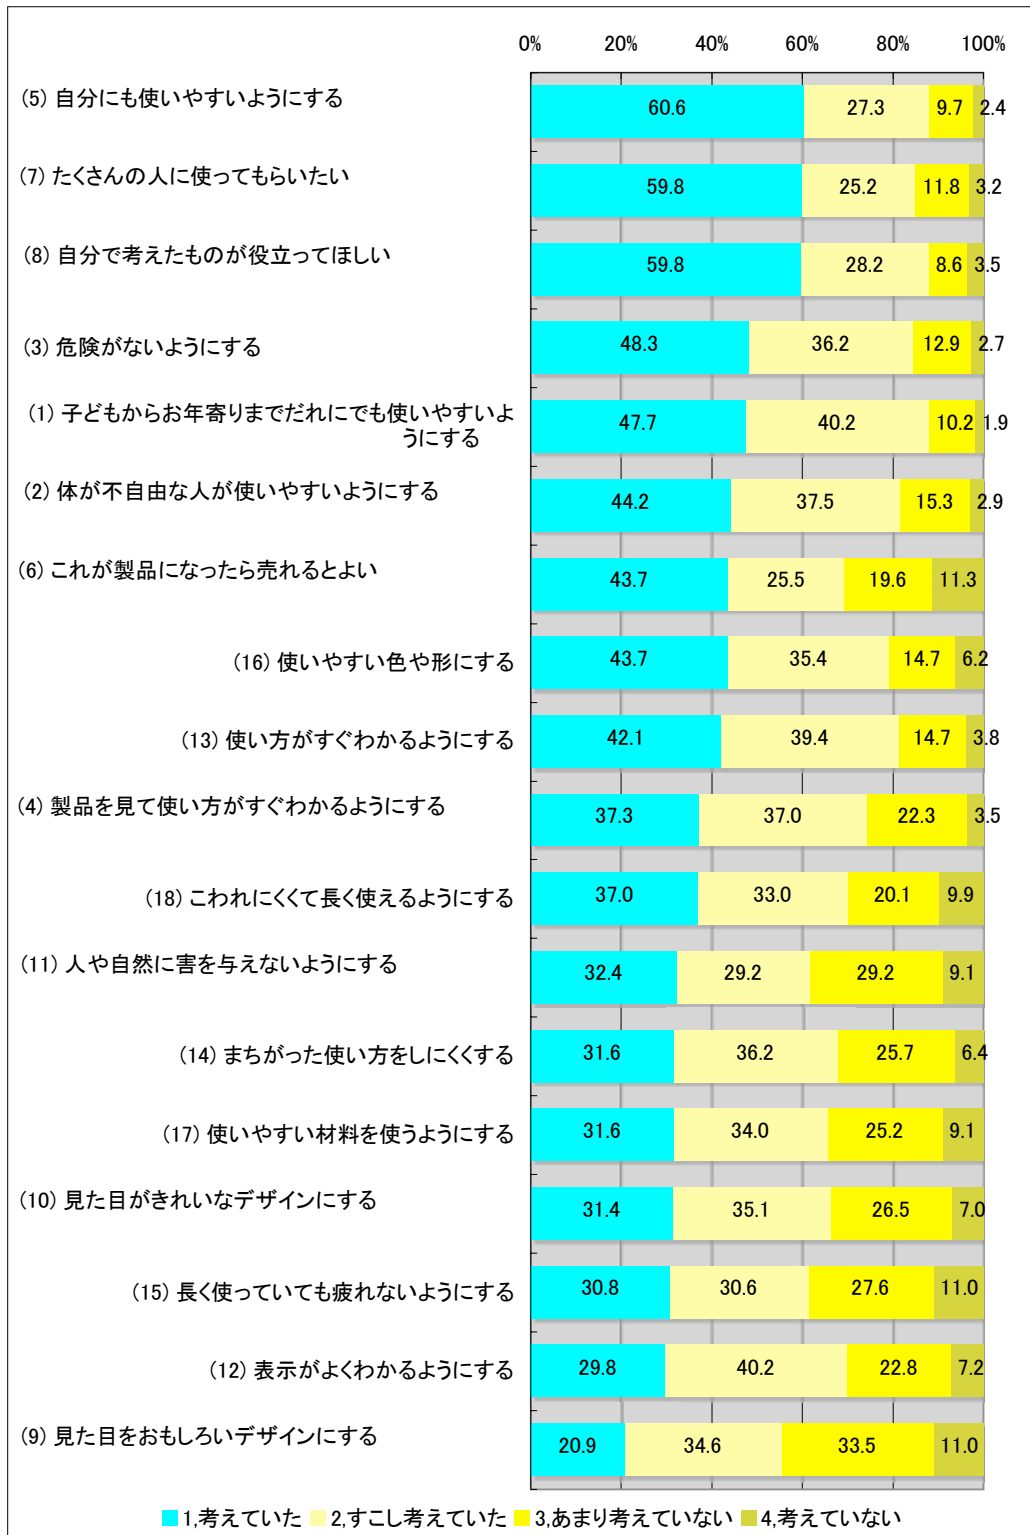 0% 20% 40% 60% 80% 100%
(5) 自分にも使いやすいようにする 60.6 27.3 9.7 2.4
(7) たくさんの人に使ってもらいたい 59.8 25.2 11.8 3.2
(8) 自分で考えたものが役立ってほしい 59.8 28.2 8.6 3.5
(3) 危険がないようにする 48.3 36.2 12.9 2.7
(1) 子どもからお年寄りまでだれにでも使いやすいよ
うにする 47.7 40.2 10.2 1.9
(2) 体が不自由な人が使いやすいようにする 44.2 37.5 15.3 2.9
(6) これが製品になったら売れるとよい 43.7 25.5 19.6 11.3
(16) 使いやすい色や形にする 43.7 35.4 14.7 6.2
(13) 使い方がすぐわかるようにする 42.1 39.4 14.7 3.8
(4) 製品を見て使い方がすぐわかるようにする 37.3 37.0 22.3 3.5
(18) こわれにくくて長く使えるようにする 37.0 33.0 20.1 9.9
(11) 人や自然に害を与えないようにする 32.4 29.2 29.2 9.1
(14) まちがった使い方をしにくくする 31.6 36.2 25.7 6.4
(17) 使いやすい材料を使うようにする 31.6 34.0 25.2 9.1
(10) 見た目がきれいなデザインにする 31.4 35.1 26.5 7.0
(15) 長く使っていても疲れないようにする 30.8 30.6 27.6 11.0
(12) 表示がよくわかるようにする 29.8 40.2 22.8 7.2
(9) 見た目をおもしろいデザインにする 20.9 34.6 33.5 11.0
1,考えていた 2,すこし考えていた 3,あまり考えていない 4,考えていない